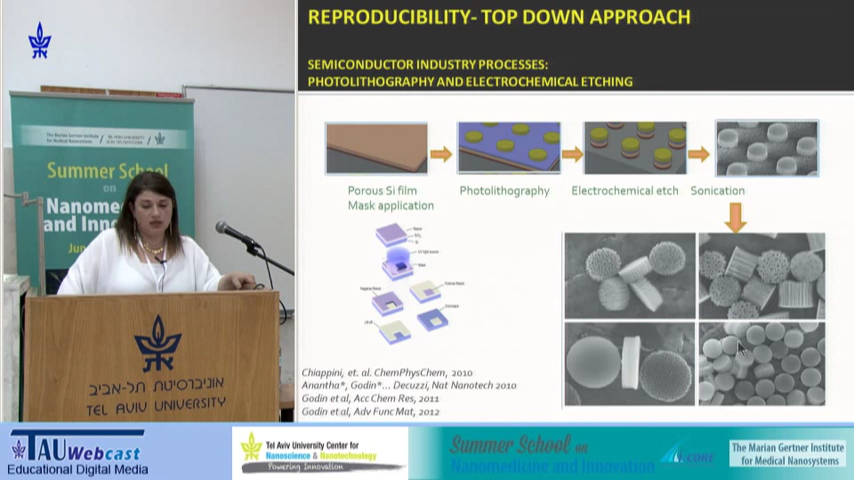 REPRODUCIBILITY- TOP DOWN APPROACH
SEMICONDUCTOR INDUSTRY PROCESSES:
PHOTOLITHOGRAPHY AND ELECTROCHEMICAL ETCHING
Porous Si film
Mask application
Photolithography
Electrochemical etch
Sonication
Chiappini, et. al. ChemPhysChem, 2010
Anantha*, Godin*... Decuzzi, Nat Nanotech 2010
Godin et al, Acc Chem Res, 2011
Godin et al, Adv Func Mat, 2012
The Marian Gertner Institute
for Medical Nanosystems
Summer School
on
Nanome
and In
אוניברסיטת תל-אביב
TEL AVIV UNIVERSITY
TAU Webcast
Educational Digital Media
Tel Aviv University Center for
Nanoscience & Nanotechnology
Powering Innovation
Summer School on
Nanomedicine and Innovation
The Marian Gertner Institute
for Medical Nanosystems